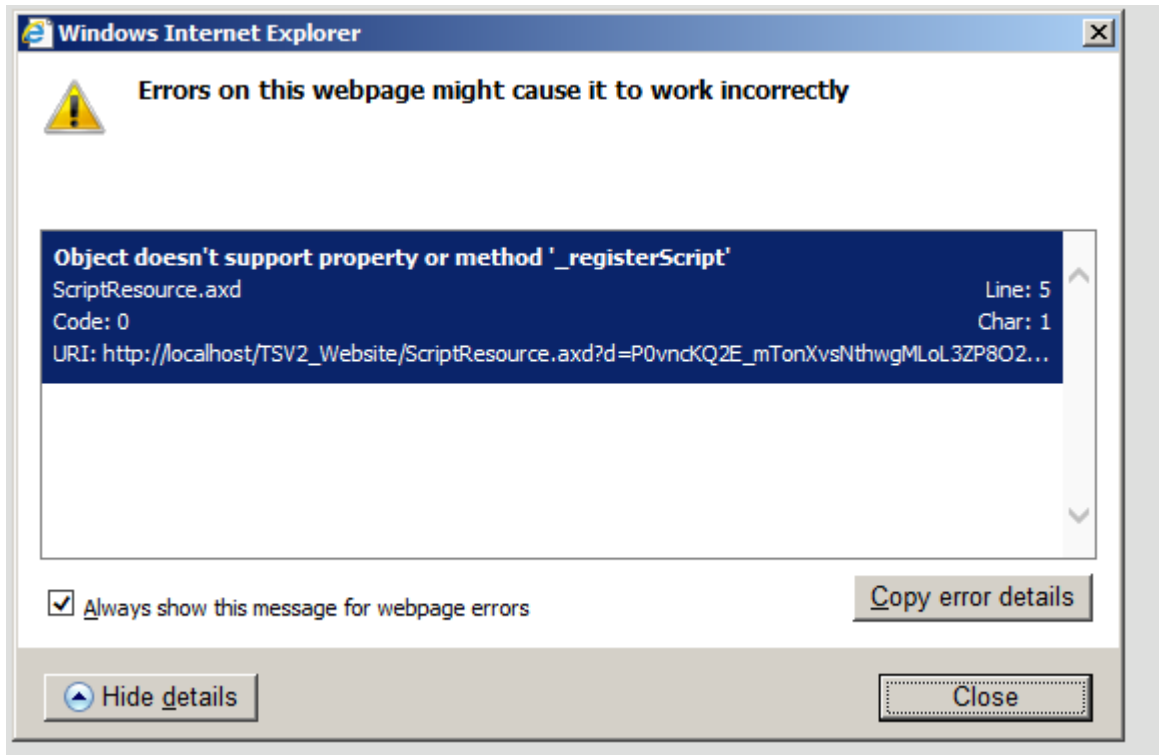 Windows Internet Explorer
Errors on this webpage might cause it to work incorrectly
Object doesn't support property or method '_registerScript'
ScriptResource.axd Line: 5
Code: 0 Char: 1
URI: http://localhost/TSV2_Website/ScriptResource.axd?d=P0vncKQ2E_mTonXvsNthwgMLoL3ZP8O2...
Always show this message for webpage errors
Copy error details
Hide details
Close